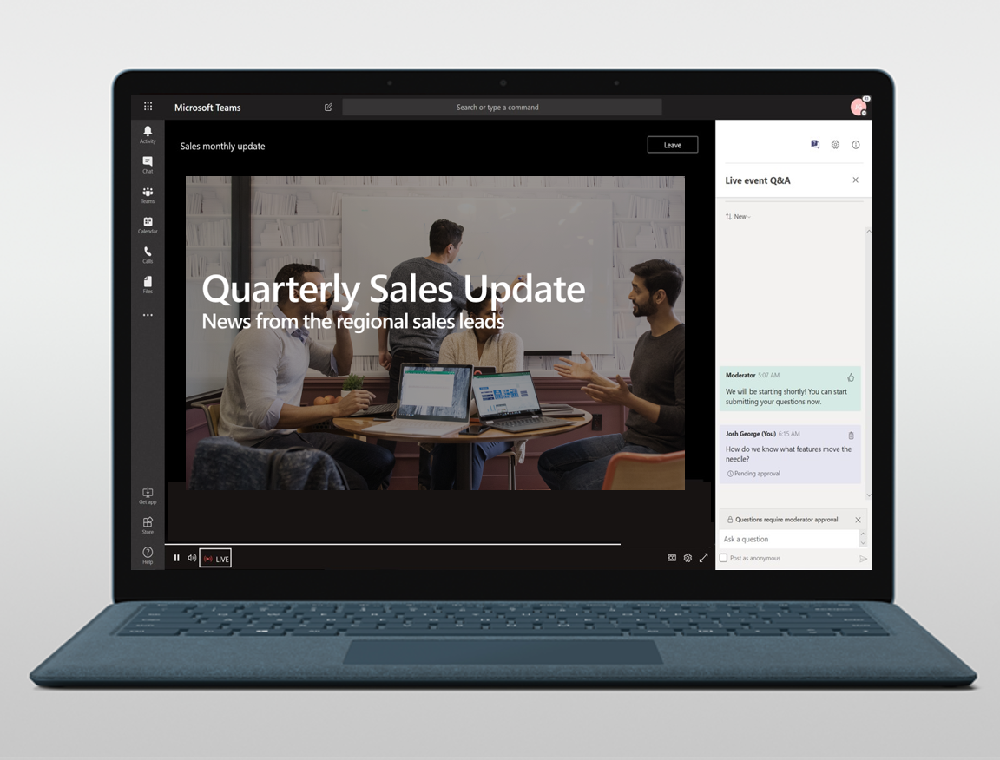 Microsoft Teams
Search or type a command
Activity
Chat
Teams
Calendar
Calls
Files
Get app
Store
Help
Sales monthly update
Leave
Quarterly Sales Update
News from the regional sales leads
LIVE
CC
Live event Q&A
New
Moderator 5:07 AM
We will be starting shortly! You can start
submitting your questions now.
Josh George (You) 6:15 AM
How do we know what features move the
needle?
Pending approval
Questions require moderator approval
Ask a question
Post as anonymous